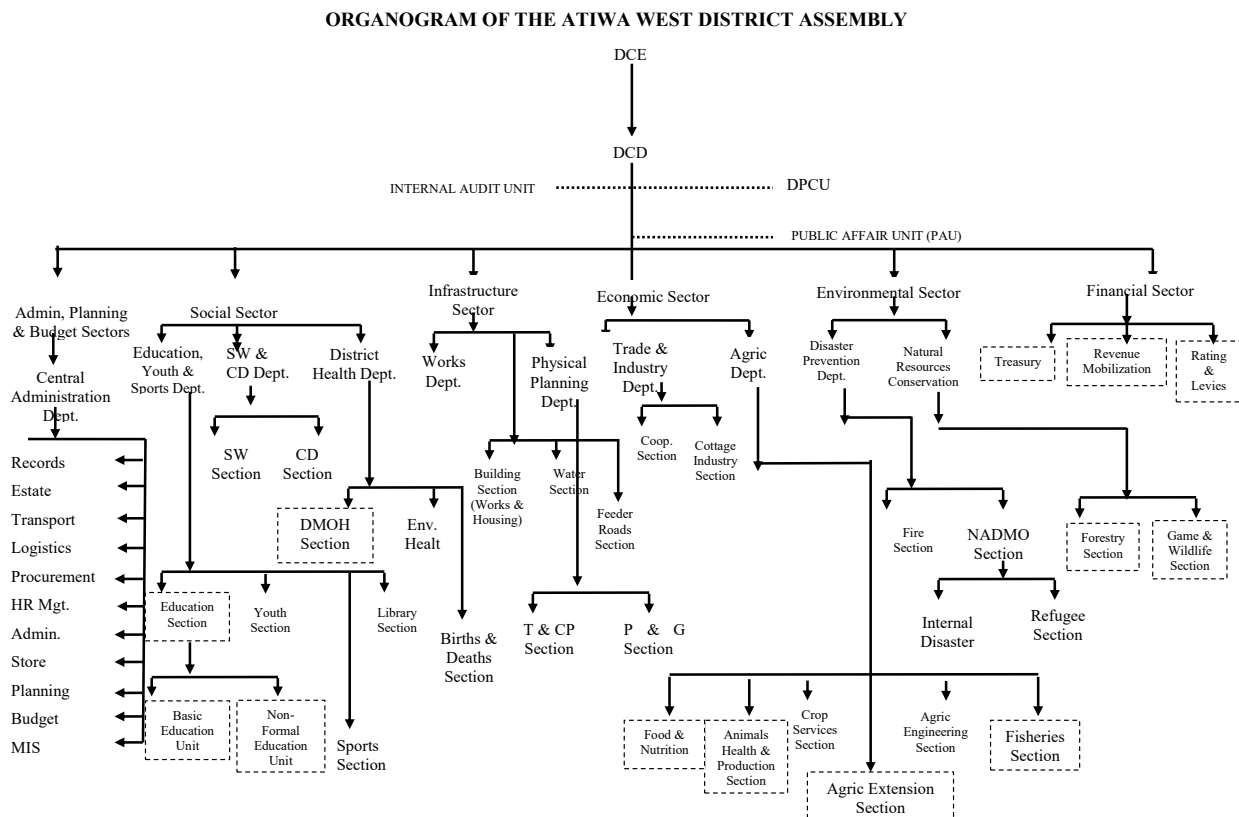 ORGANOGRAM OF THE ATIWA WEST DISTRICT ASSEMBLY
DCE
DCD
INTERNAL AUDIT UNIT
DPCU
PUBLIC AFFAIR UNIT (PAU)
Admin, Planning
& Budget Sectors
Social Sector
Infrastructure
Sector
Economic Sector
Environmental Sector
Financial Sector
Central
Administration
Dept.
Education,
Youth &
Sports Dept.
SW &
CD Dept.
District
Health Dept.
Works
Dept.
Physical
Planning
Dept.
Trade &
Industry
Dept.
Agric
Dept.
Disaster
Prevention
Dept.
Natural
Resources
Conservation
Treasury
Revenue
Mobilization
Rating
&
Levies
Records
Estate
Transport
Logistics
Procurement
HR Mgt.
Admin.
Store
Planning
Budget
MIS
SW
Section
CD
Section
DMOH
Section
Env.
Healt
Births &
Deaths
Section
Education
Section
Youth
Section
Library
Section
Basic
Education
Unit
Non-
Formal
Education
Unit
Sports
Section
Building
Section
(Works &
Housing)
Water
Section
Feeder
Roads
Section
T & CP
Section
P & G
Section
Coop.
Section
Cottage
Industry
Section
Fire
Section
NADMO
Section
Forestry
Section
Game &
Wildlife
Section
Internal
Disaster
Refugee
Section
Food &
Nutrition
Animals
Health &
Production
Section
Crop
Services
Section
Agric
Engineering
Section
Fisheries
Section
Agric Extension
Section